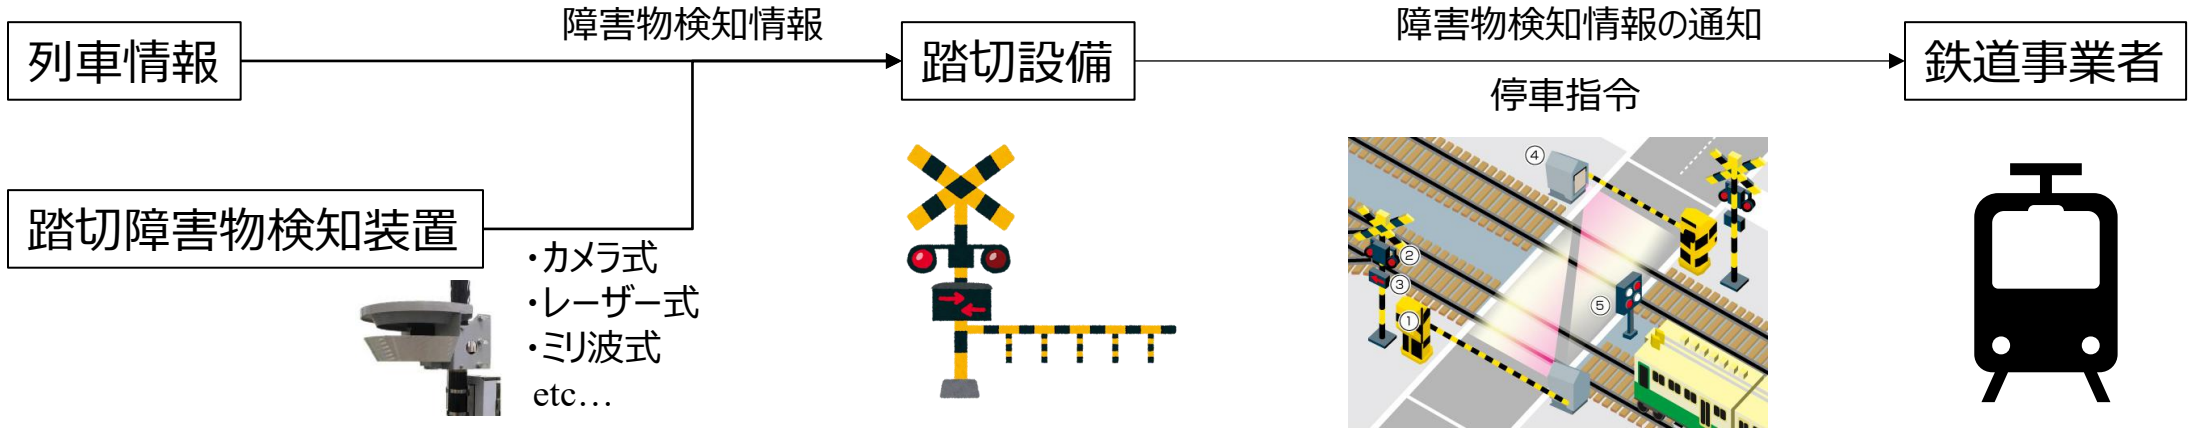 列車情報
障害物検知情報
踏切設備
障害物検知情報の通知
停車指令
鉄道事業者
踏切障害物検知装置
・カメラ式
・レーザー式
・ミリ波式
etc…
④
②
③
①
⑤